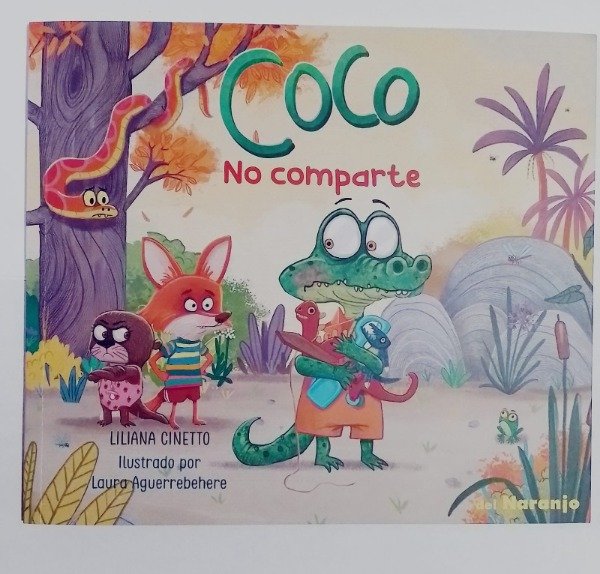 CoCo
No comparte
LILIANA CINETTO
Ilustrado por
Laura Aguerrebehere
del Naranjo